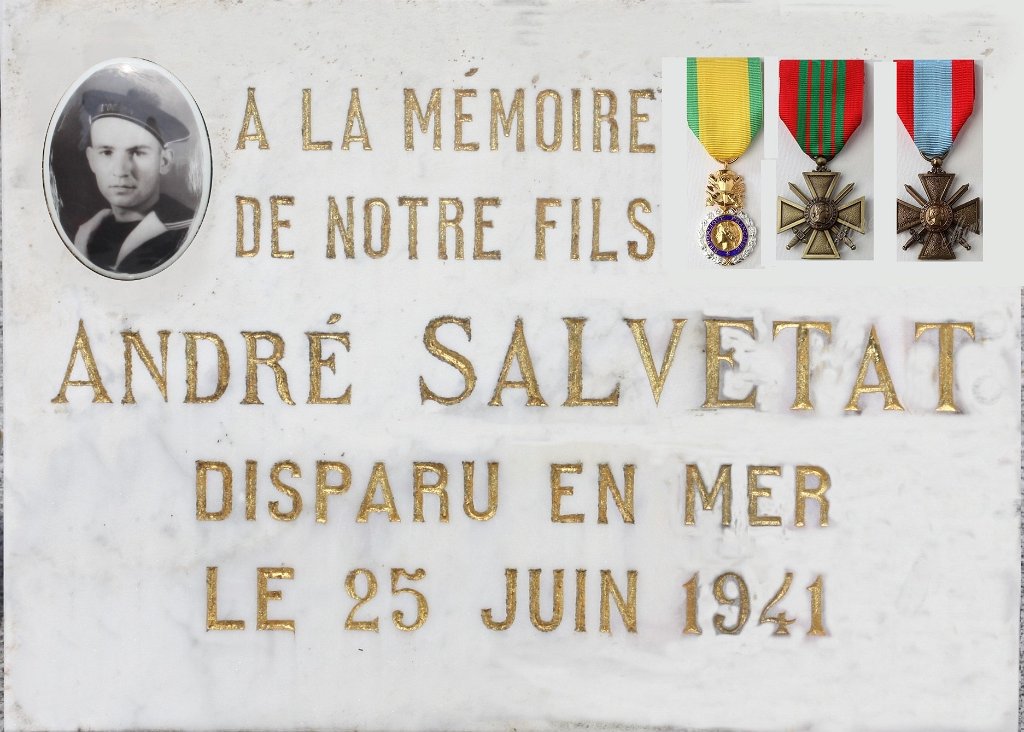 A LA MÉMOIRE
DE NOTRE FILS
ANDRÉ SALVETAT
DISPARU EN MER
LE 25 JUIN 1941